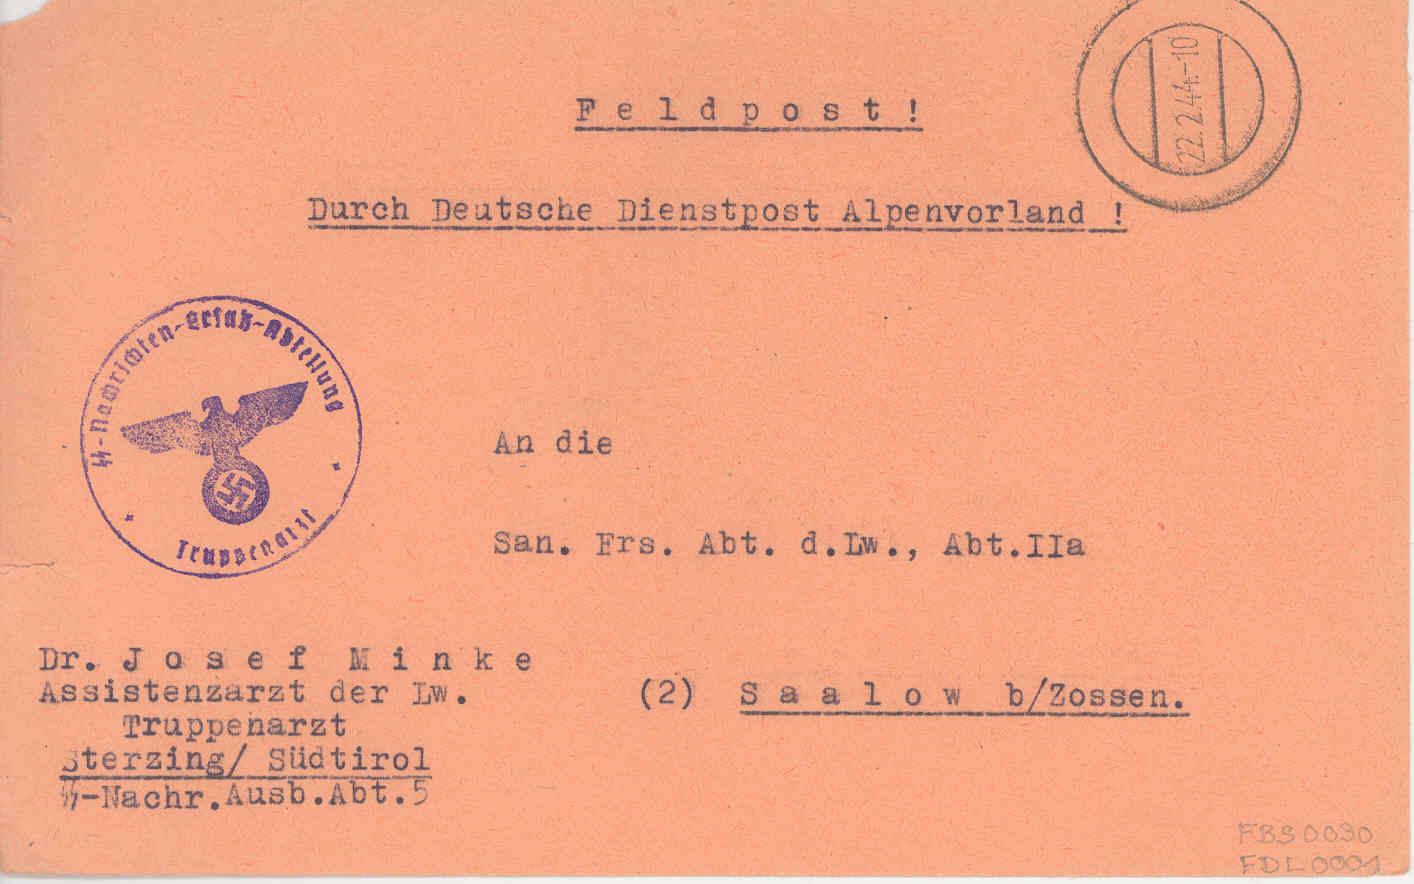 22.2.44.-10
Feldpost!
Durch Deutsche Dienstpost Alpenvorland !
SS-Nachrichten-Ersatz-Abteilung
Truppenarzt
An die
San. Ers. Abt. d.Lw., Abt.IIa
(2) Saalow b/Zossen.
Dr. Josef Minke
Assistenzarzt der Lw.
Truppenarzt
Sterzing/ Südtirol
SS-Nachr.Ausb.Abt.5
FBS0030
FDL0001